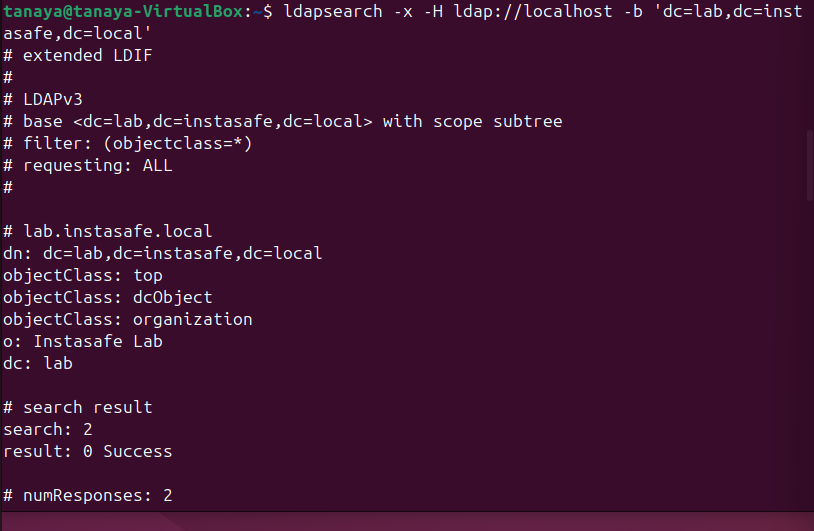 tanaya@tanaya-VirtualBox:~$ ldapsearch -x -H ldap://localhost -b 'dc=lab,dc=inst
asafe,dc=local'
# extended LDIF
#
# LDAPv3
# base <dc=lab,dc=instasafe,dc=local> with scope subtree
# filter: (objectclass=*)
# requesting: ALL
#

# lab.instasafe.local
dn: dc=lab,dc=instasafe,dc=local
objectClass: top
objectClass: dcObject
objectClass: organization
o: Instasafe Lab
dc: lab

# search result
search: 2
result: 0 Success

# numResponses: 2